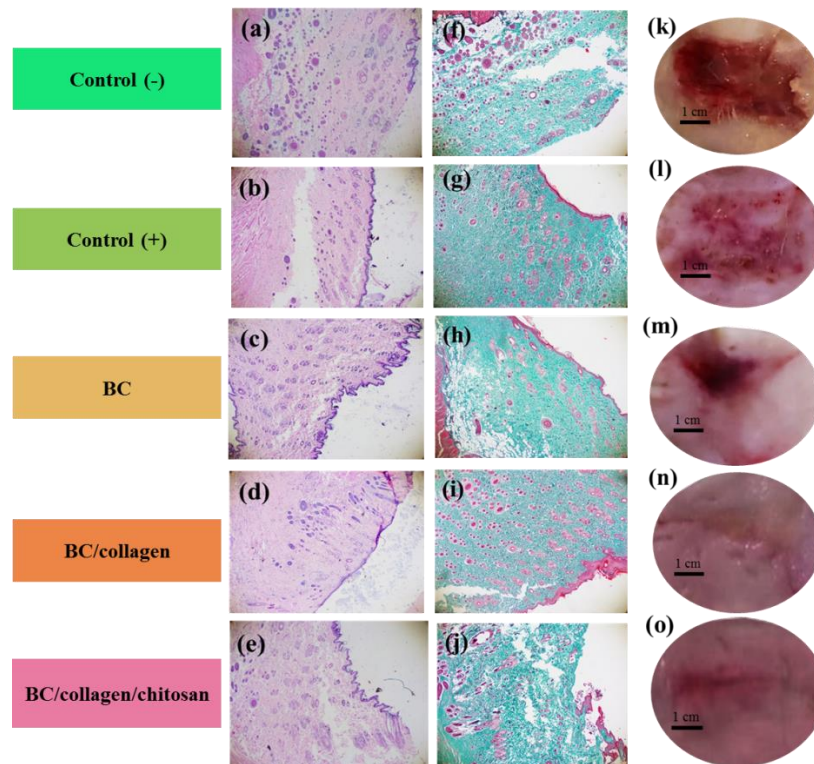 Control (-)
(a)
(f)
(k)
1 cm
Control (+)
(b)
(g)
(l)
1 cm
BC
(c)
(h)
(m)
1 cm
BC/collagen
(d)
(i)
(n)
1 cm
BC/collagen/chitosan
(e)
(j)
(o)
1 cm